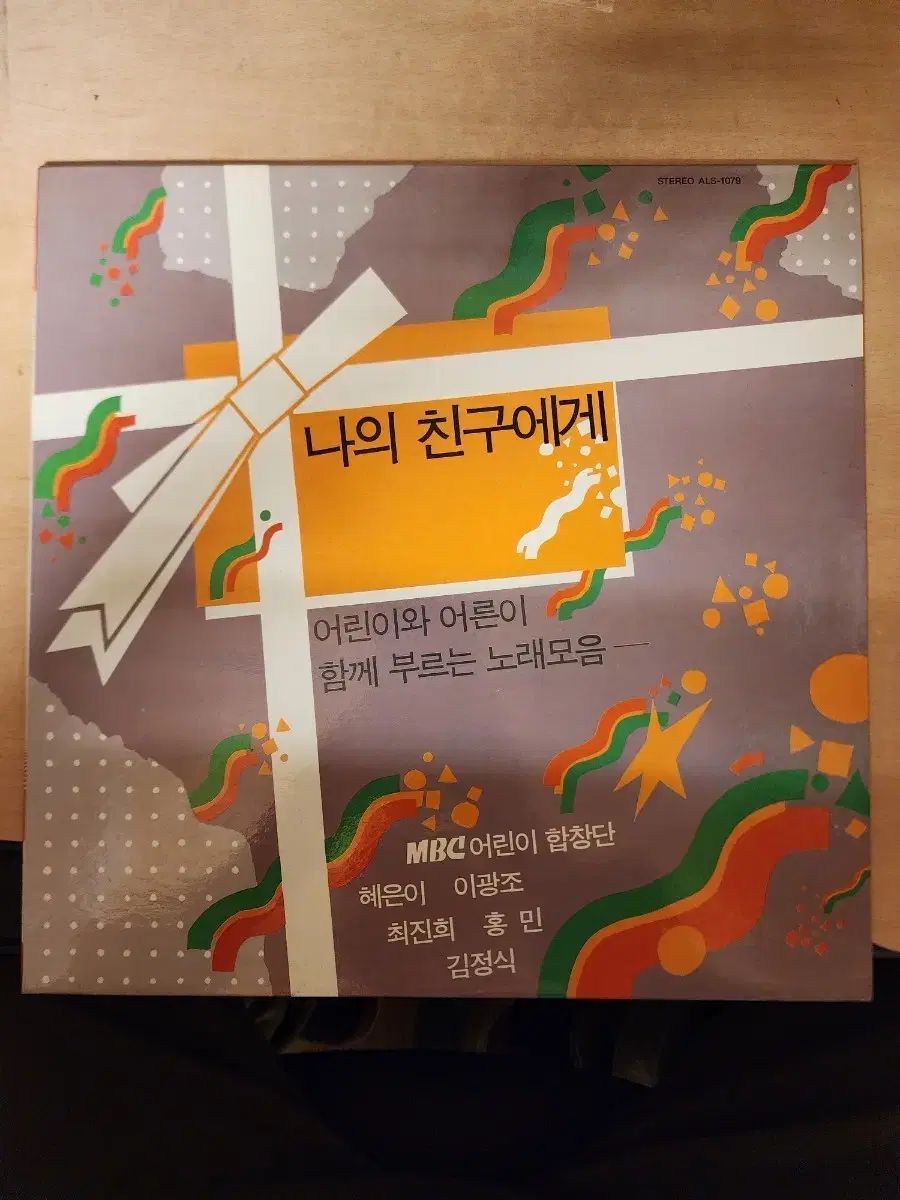 STEREO ALS-1079
나의 친구에게
어린이와 어른이
함께 부르는 노래모음 —
MBC 어린이 합창단
혜은이 이광조
최진희 홍 민
김정식